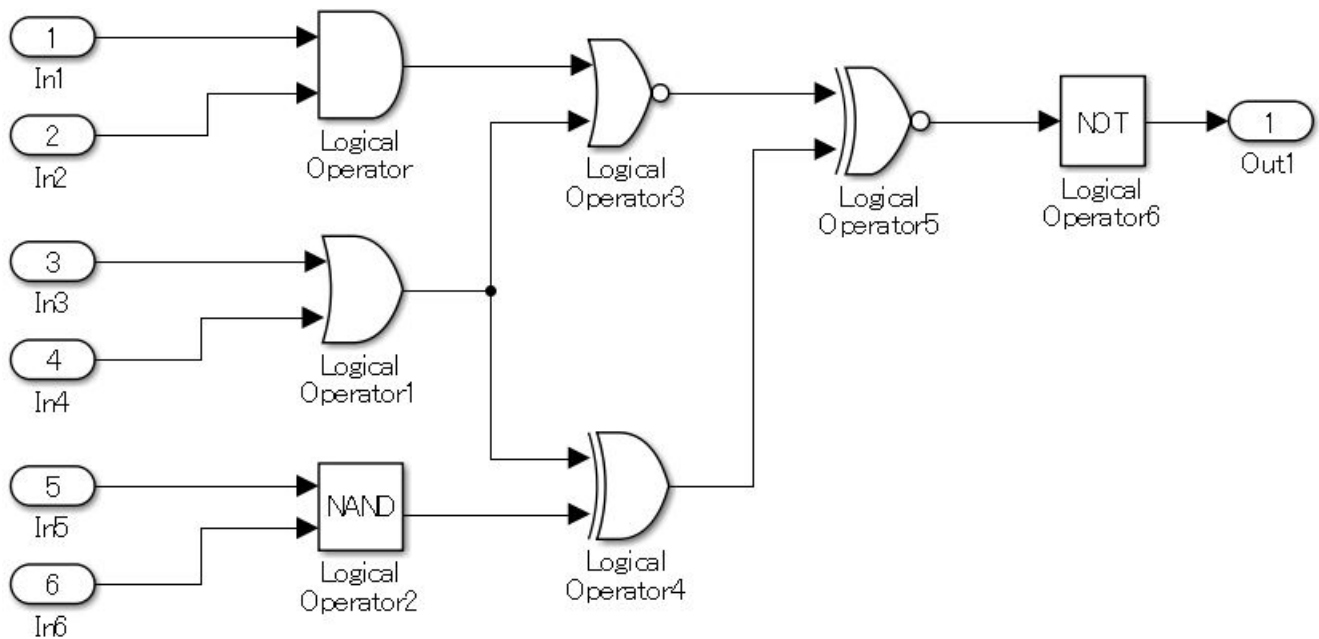 1
In1
2
In2
Logical
Operator
Logical
Operator3
Logical
Operator5
NOT
Logical
Operator6
1
Out1
3
In3
4
In4
Logical
Operator1
5
In5
6
In6
NAND
Logical
Operator2
Logical
Operator4